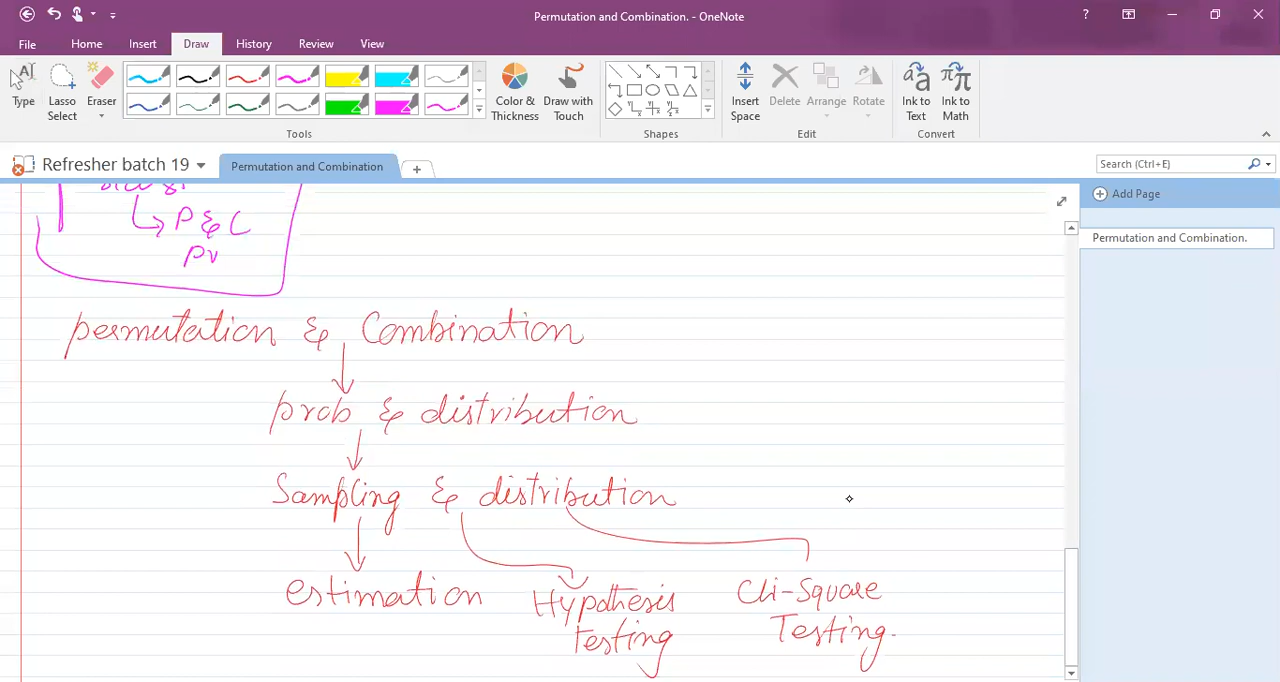 Permutation and Combination. - OneNote
?
File Home Insert Draw History Review View
Type
Lasso Select
Eraser
Color & Thickness
Draw with Touch
Insert Space
Delete
Arrange
Rotate
Ink to Text
Ink to Math
Tools
Shapes
Edit
Convert
Refresher batch 19
Permutation and Combination
Search (Ctrl+E)
Add Page
Permutation and Combination.
P & C
permutation & Combination
prob & distribution
Sampling & distribution
estimation
Hypothesis
Testing
Chi-Square
Testing.